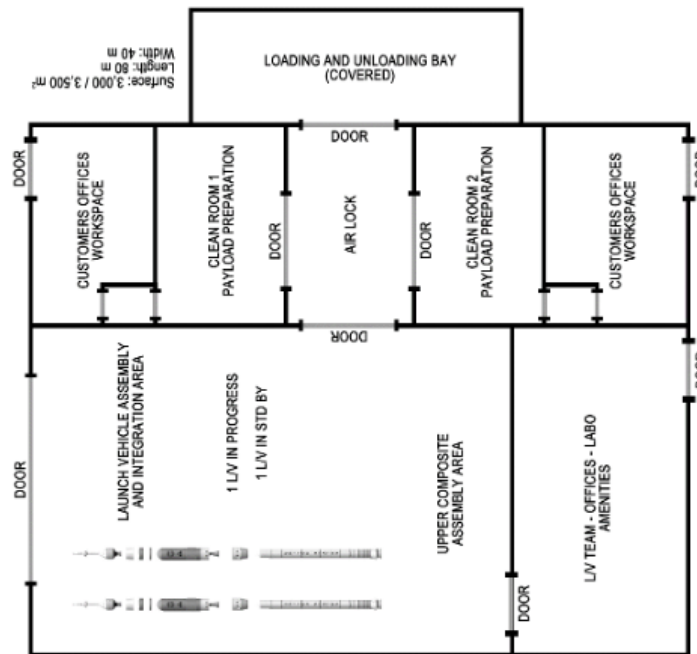 Surface: 3,000 / 3,500 m²
Length: 80 m
Width: 40 m
LOADING AND UNLOADING BAY
(COVERED)
DOOR
DOOR
CUSTOMERS OFFICES
WORKSPACE
CLEAN ROOM 1
PAYLOAD PREPARATION
DOOR
AIR LOCK
DOOR
CLEAN ROOM 2
PAYLOAD PREPARATION
CUSTOMERS OFFICES
WORKSPACE
DOOR
DOOR
DOOR
DOOR
LAUNCH VEHICLE ASSEMBLY
AND INTEGRATION AREA
1 L/V IN PROGRESS
1 L/V IN STD BY
UPPER COMPOSITE
ASSEMBLY AREA
DOOR
L/V TEAM - OFFICES - LABO
AMENITIES